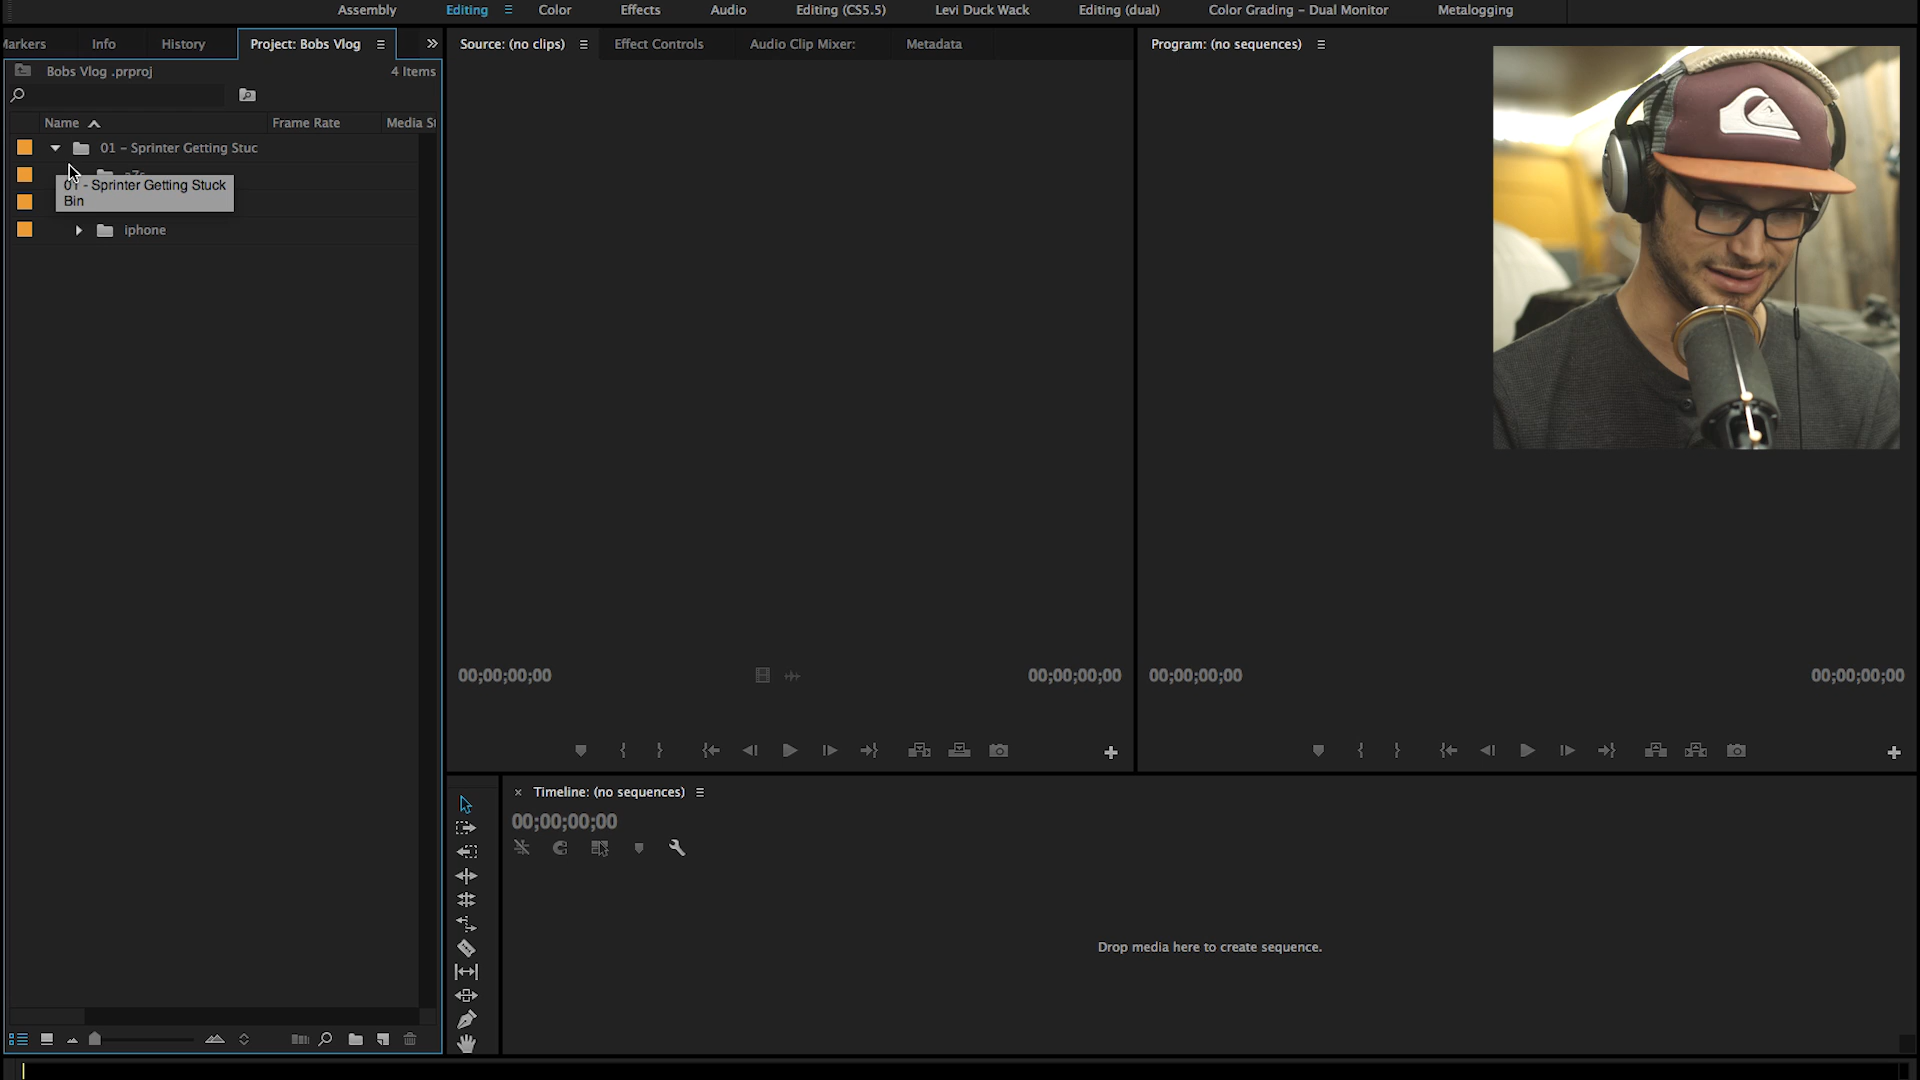 Assembly
Editing
Color
Effects
Audio
Editing (CS5.5)
Levi Duck Wack
Editing (dual)
Color Grading - Dual Monitor
Metalogging
Markers
Info
History
Project: Bobs Vlog
Source: (no clips)
Effect Controls
Audio Clip Mixer:
Metadata
Program: (no sequences)
Bobs Vlog .prproj
4 Items
Name
Frame Rate
Media St
01 - Sprinter Getting Stuc
01 - Sprinter Getting Stuck
Bin
iphone
00;00;00;00
00;00;00;00
00;00;00;00
00;00;00;00
Timeline: (no sequences)
00;00;00;00
Drop media here to create sequence.